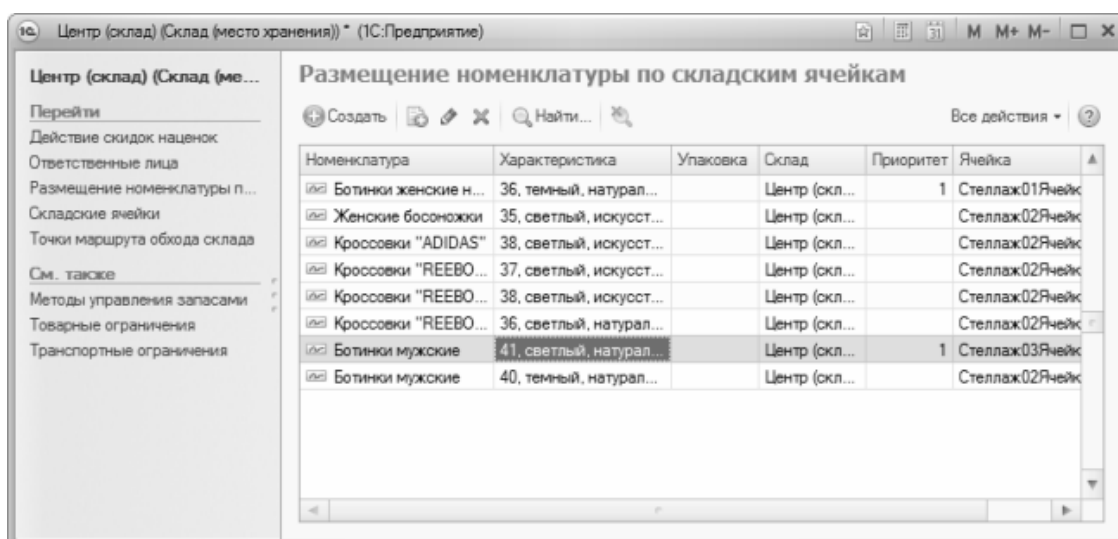 Центр (склад) (Склад (место хранения)) * (1С:Предприятие)
31 M M+ M-
Центр (склад) (Склад (ме...
Перейти
Действие скидок наценок
Ответственные лица
Размещение номенклатуры п...
Складские ячейки
Точки маршрута обхода склада
См. также
Методы управления запасами
Товарные ограничения
Транспортные ограничения
Размещение номенклатуры по складским ячейкам
Создать Найти... Все действия ?
Номенклатура Характеристика Упаковка Склад Приоритет Ячейка
Ботинки женские н... 36, темный, натурал... Центр (скл... 1 Стеллаж01Ячейк
Женские босоножки 35, светлый, искусст... Центр (скл... Стеллаж02Ячейк
Кроссовки "ADIDAS" 38, светлый, искусст... Центр (скл... Стеллаж02Ячейк
Кроссовки "REEBO... 37, светлый, искусст... Центр (скл... Стеллаж02Ячейк
Кроссовки "REEBO... 38, светлый, искусст... Центр (скл... Стеллаж02Ячейк
Кроссовки "REEBO... 36, светлый, натурал... Центр (скл... Стеллаж02Ячейк
Ботинки мужские 41, светлый, натурал... Центр (скл... 1 Стеллаж03Ячейк
Ботинки мужские 40, темный, натурал... Центр (скл... Стеллаж02Ячейк